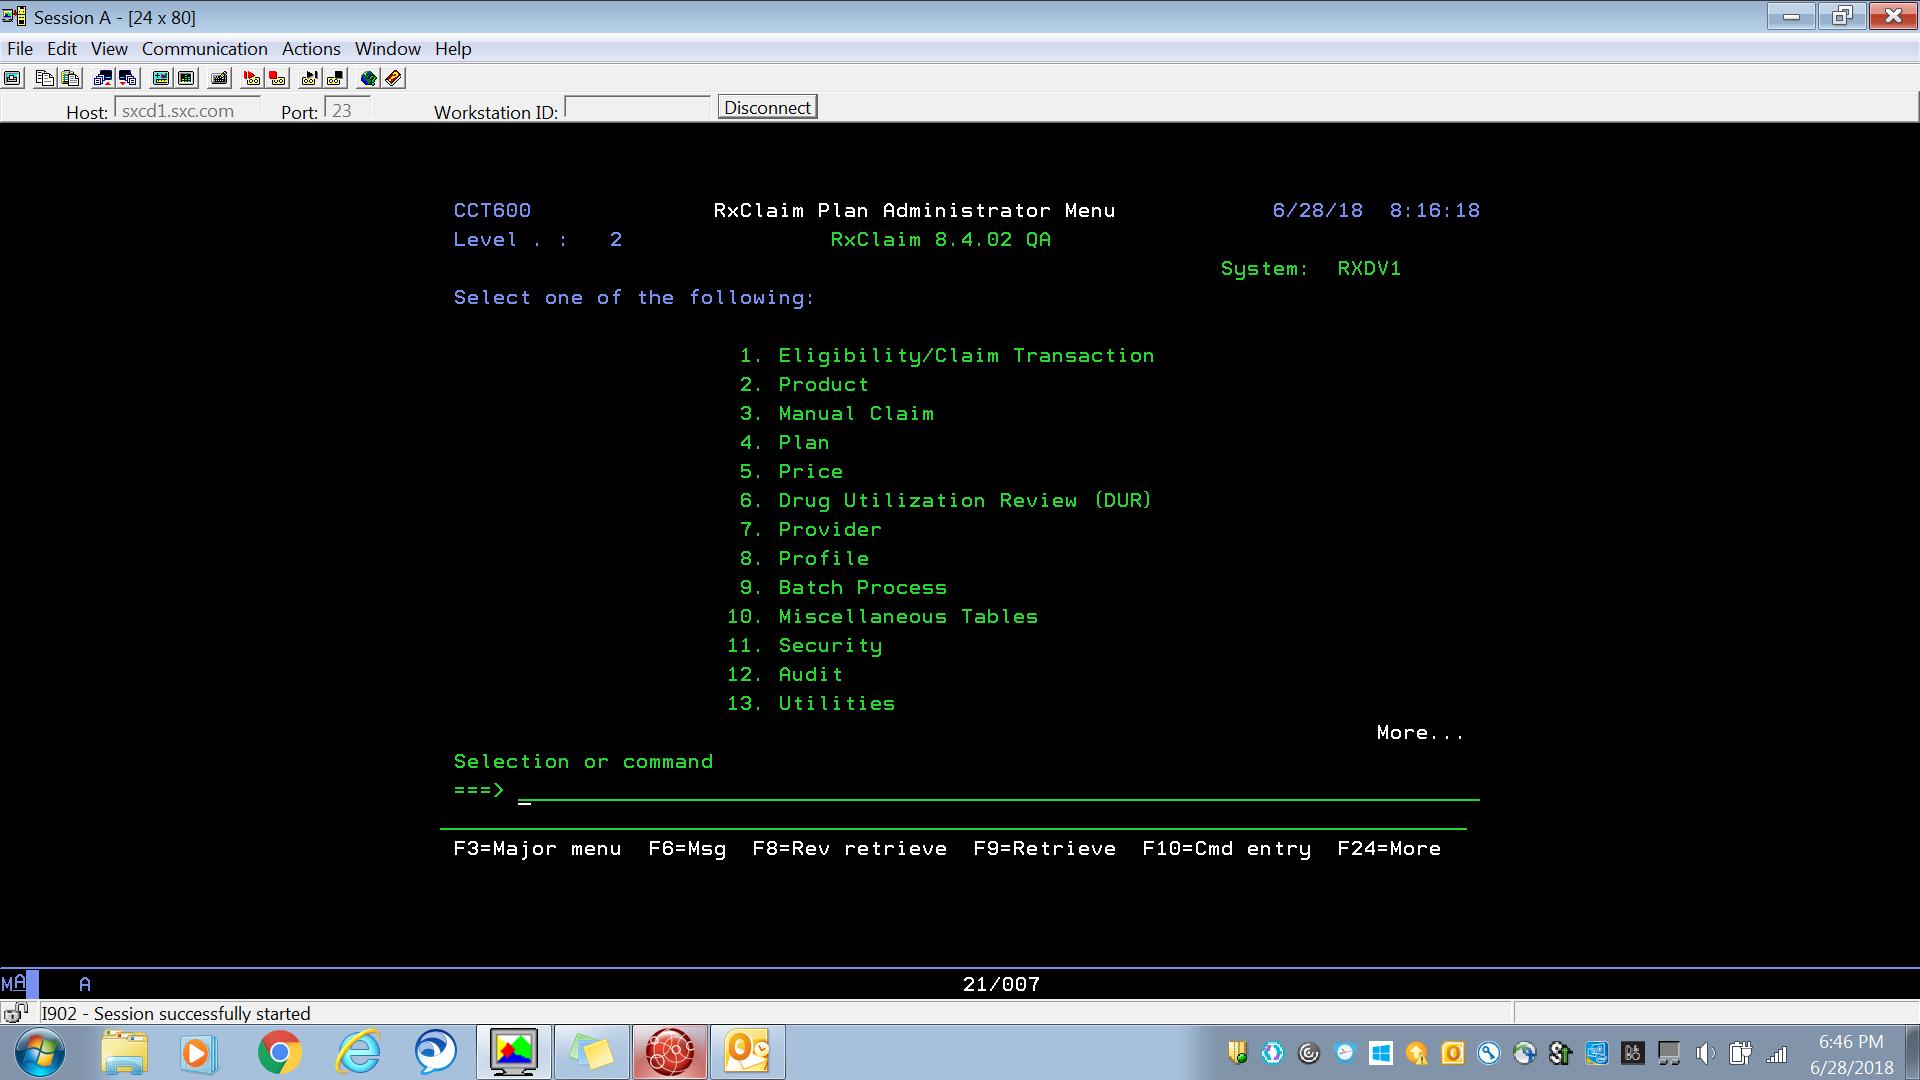 Session A - [24 x 80]
File Edit View Communication Actions Window Help
Host: sxcd1.sxc.com Port: 23 Workstation ID: Disconnect
CCT600 RxClaim Plan Administrator Menu 6/28/18 8:16:18
Level . : 2 RxClaim 8.4.02 QA
System: RXDV1
Select one of the following:
1. Eligibility/Claim Transaction
2. Product
3. Manual Claim
4. Plan
5. Price
6. Drug Utilization Review (DUR)
7. Provider
8. Profile
9. Batch Process
10. Miscellaneous Tables
11. Security
12. Audit
13. Utilities
More...
Selection or command
===>
F3=Major menu F6=Msg F8=Rev retrieve F9=Retrieve F10=Cmd entry F24=More
MA A 21/007
I902 - Session successfully started
6:46 PM
6/28/2018